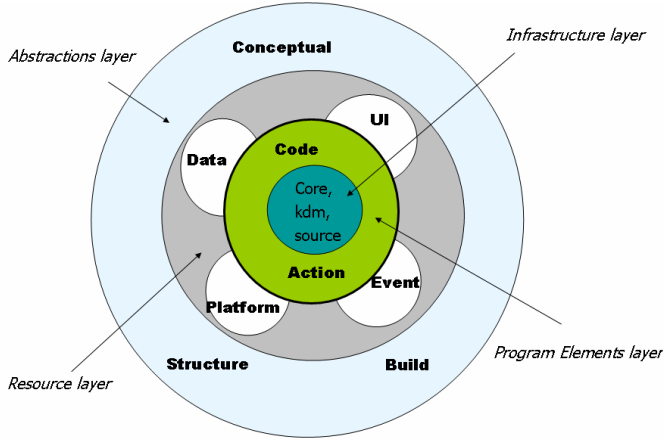 Conceptual
Infrastructure layer
Abstractions layer
UI
Code
Data
Core,
kdm,
source
Action
Event
Platform
Program Elements layer
Structure
Build
Resource layer